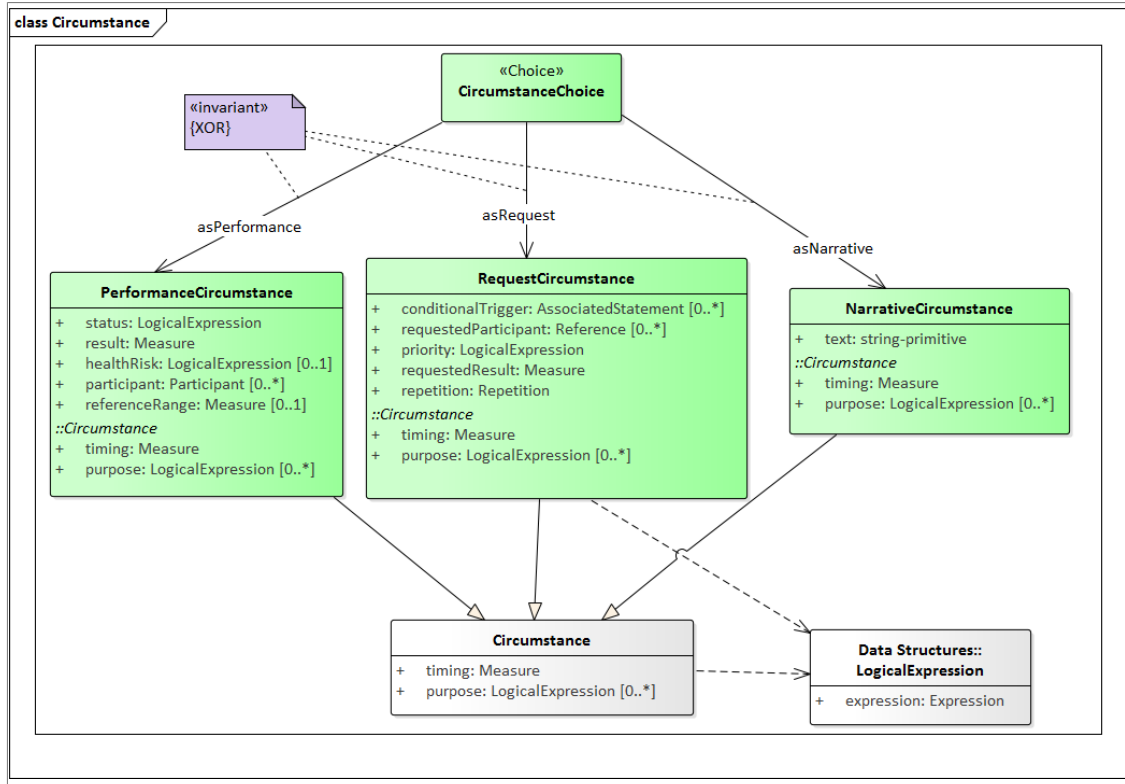 class Circumstance
«Choice»
CircumstanceChoice
«invariant»
{XOR}
asPerformance
asRequest
asNarrative
PerformanceCircumstance
+ status: LogicalExpression
+ result: Measure
+ healthRisk: LogicalExpression [0..1]
+ participant: Participant [0..*]
+ referenceRange: Measure [0..1]
::Circumstance
+ timing: Measure
+ purpose: LogicalExpression [0..*]
RequestCircumstance
+ conditionalTrigger: AssociatedStatement [0..*]
+ requestedParticipant: Reference [0..*]
+ priority: LogicalExpression
+ requestedResult: Measure
+ repetition: Repetition
::Circumstance
+ timing: Measure
+ purpose: LogicalExpression [0..*]
NarrativeCircumstance
+ text: string-primitive
::Circumstance
+ timing: Measure
+ purpose: LogicalExpression [0..*]
Circumstance
+ timing: Measure
+ purpose: LogicalExpression [0..*]
Data Structures::
LogicalExpression
+ expression: Expression